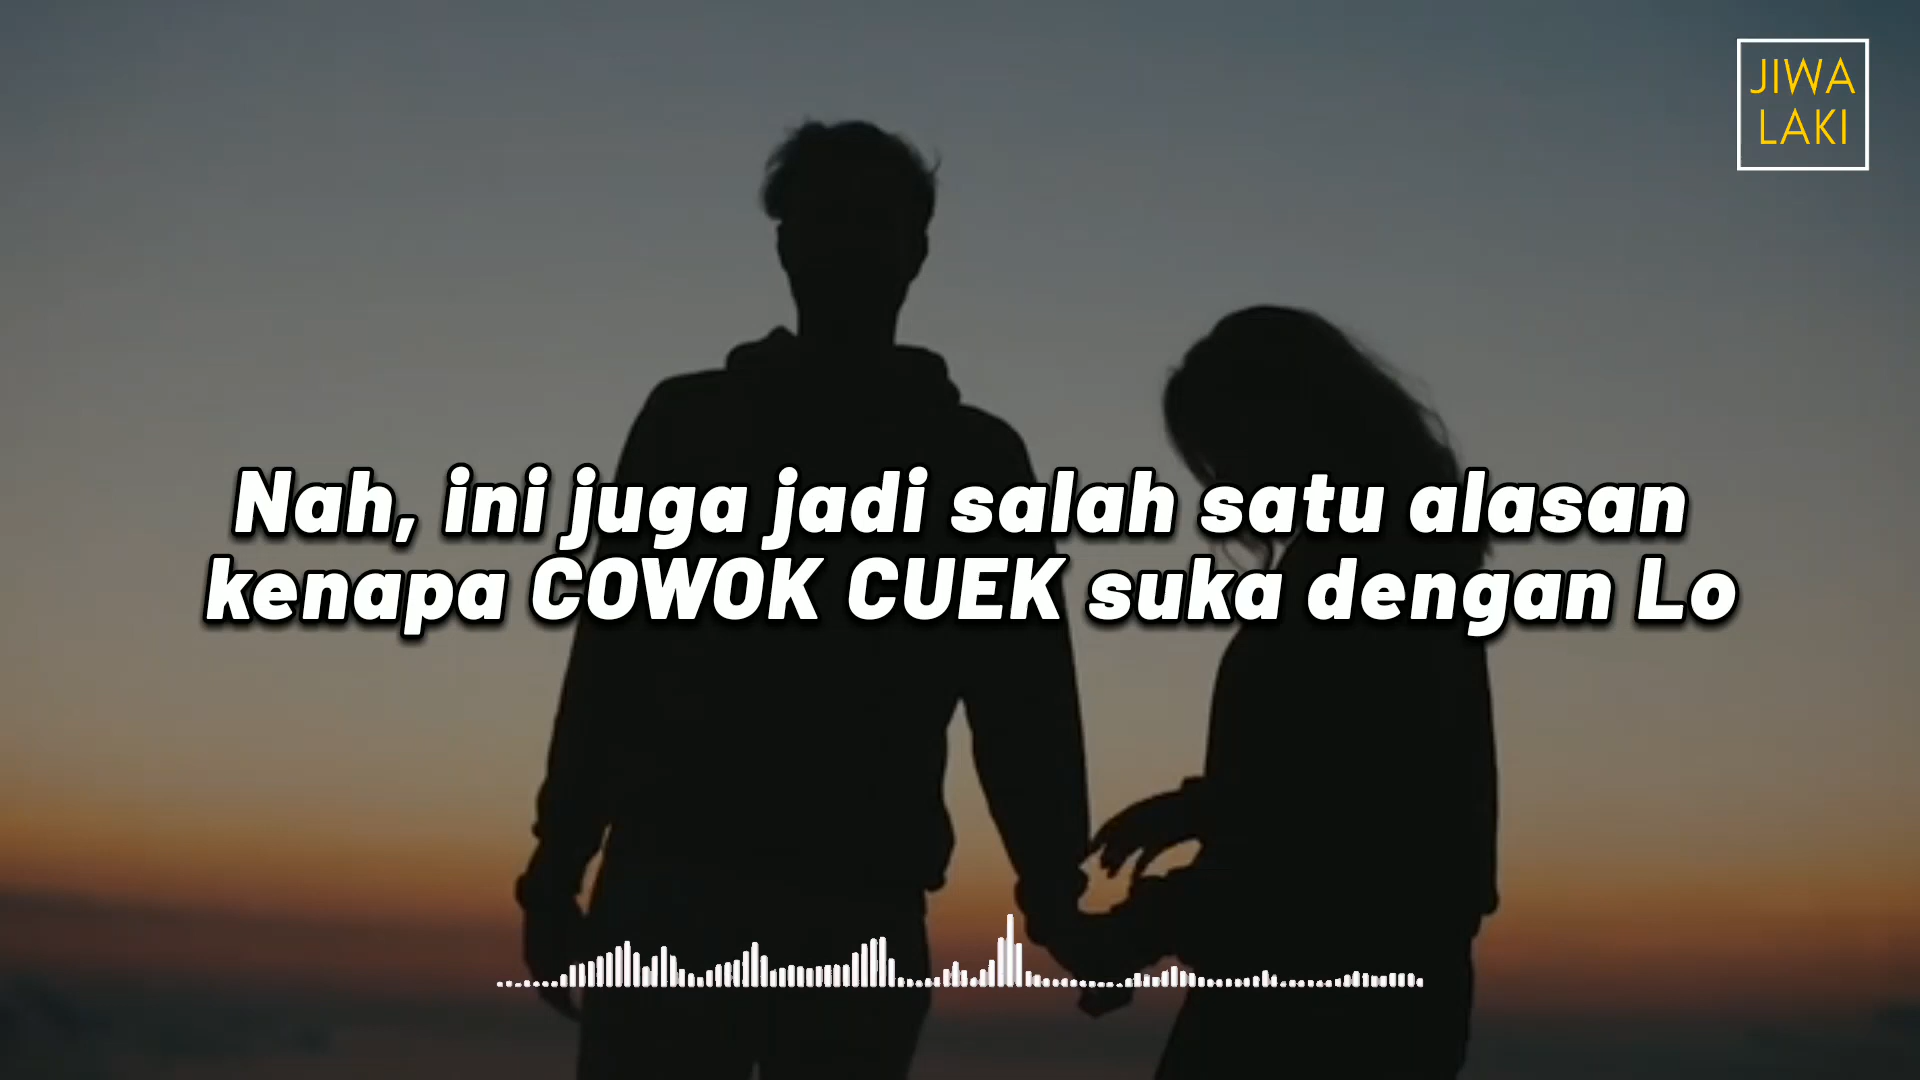 JIWA
LAKI
Nah, ini juga jadi salah satu alasan
kenapa COWOK CUEK suka dengan Lo